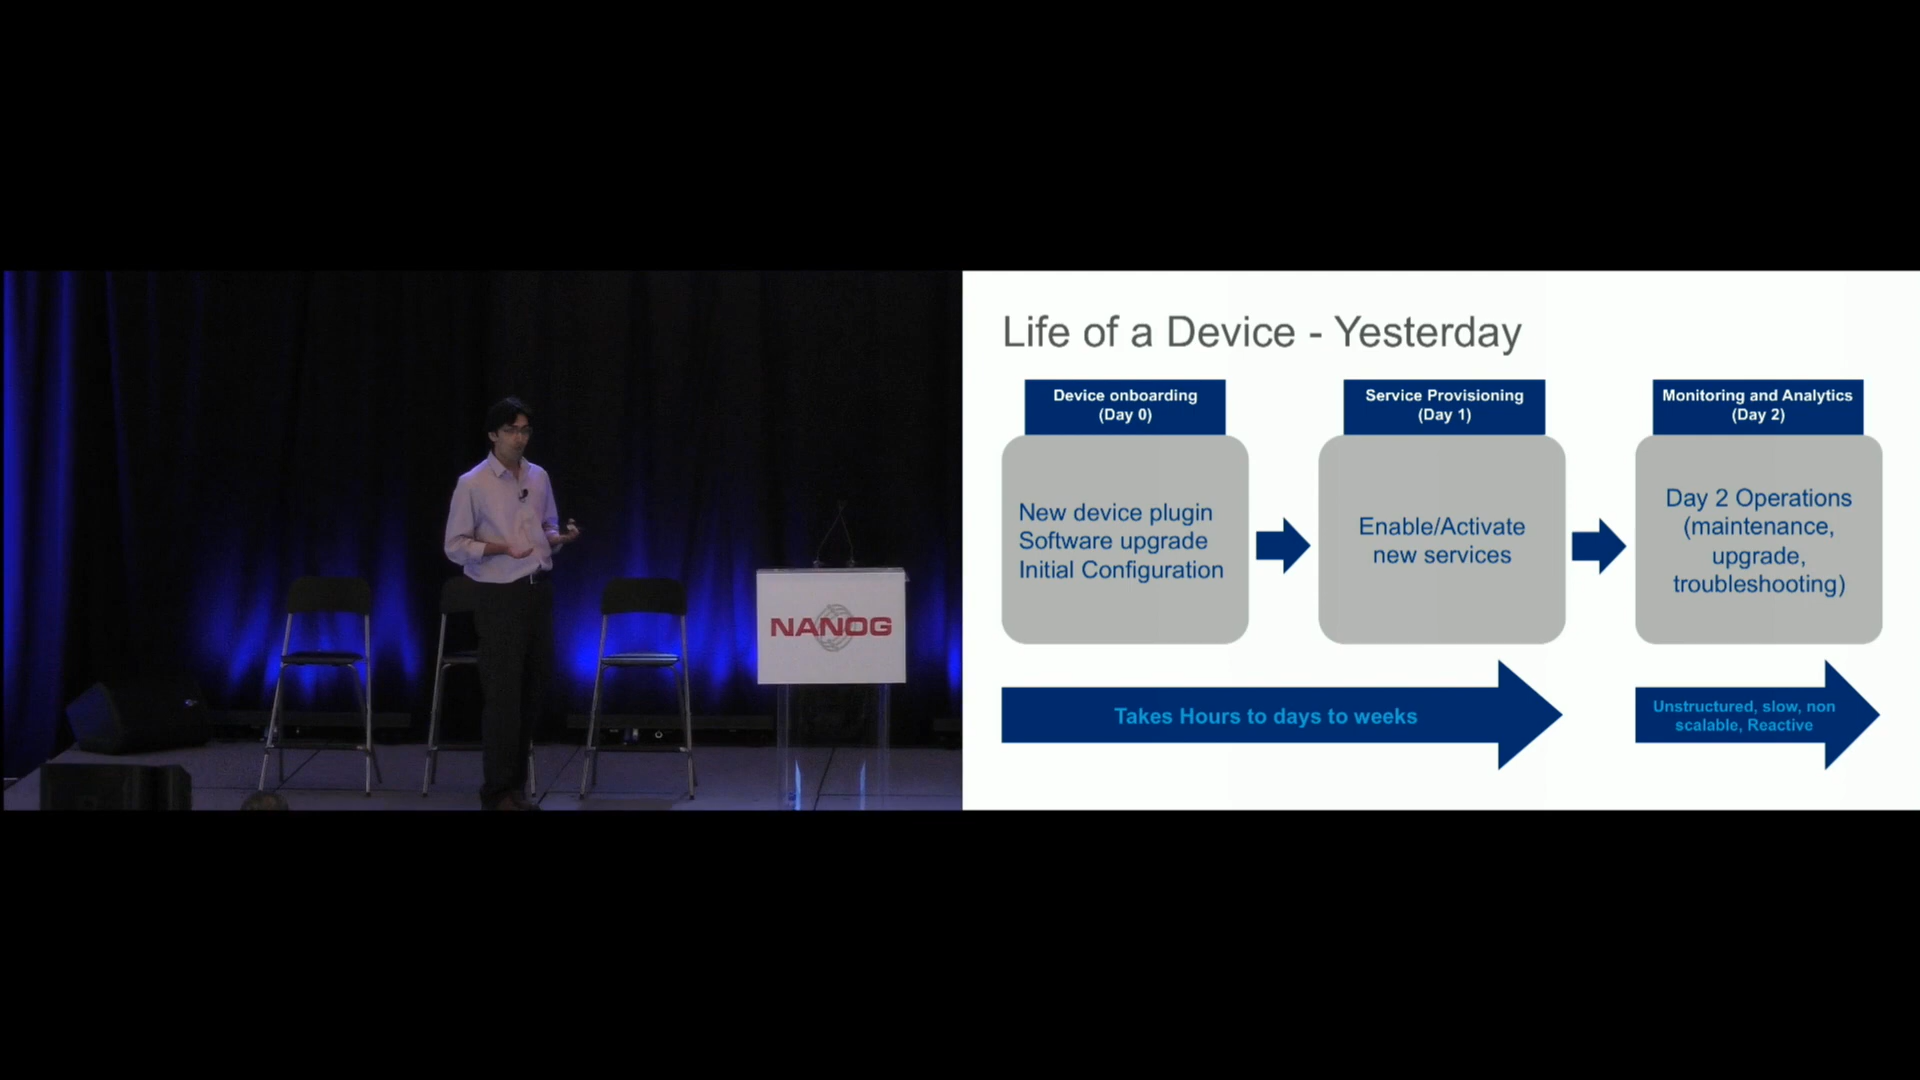 NANOG
Life of a Device - Yesterday
Device onboarding
(Day 0)
New device plugin
Software upgrade
Initial Configuration
Service Provisioning
(Day 1)
Enable/Activate
new services
Monitoring and Analytics
(Day 2)
Day 2 Operations
(maintenance,
upgrade,
troubleshooting)
Takes Hours to days to weeks
Unstructured, slow, non
scalable, Reactive